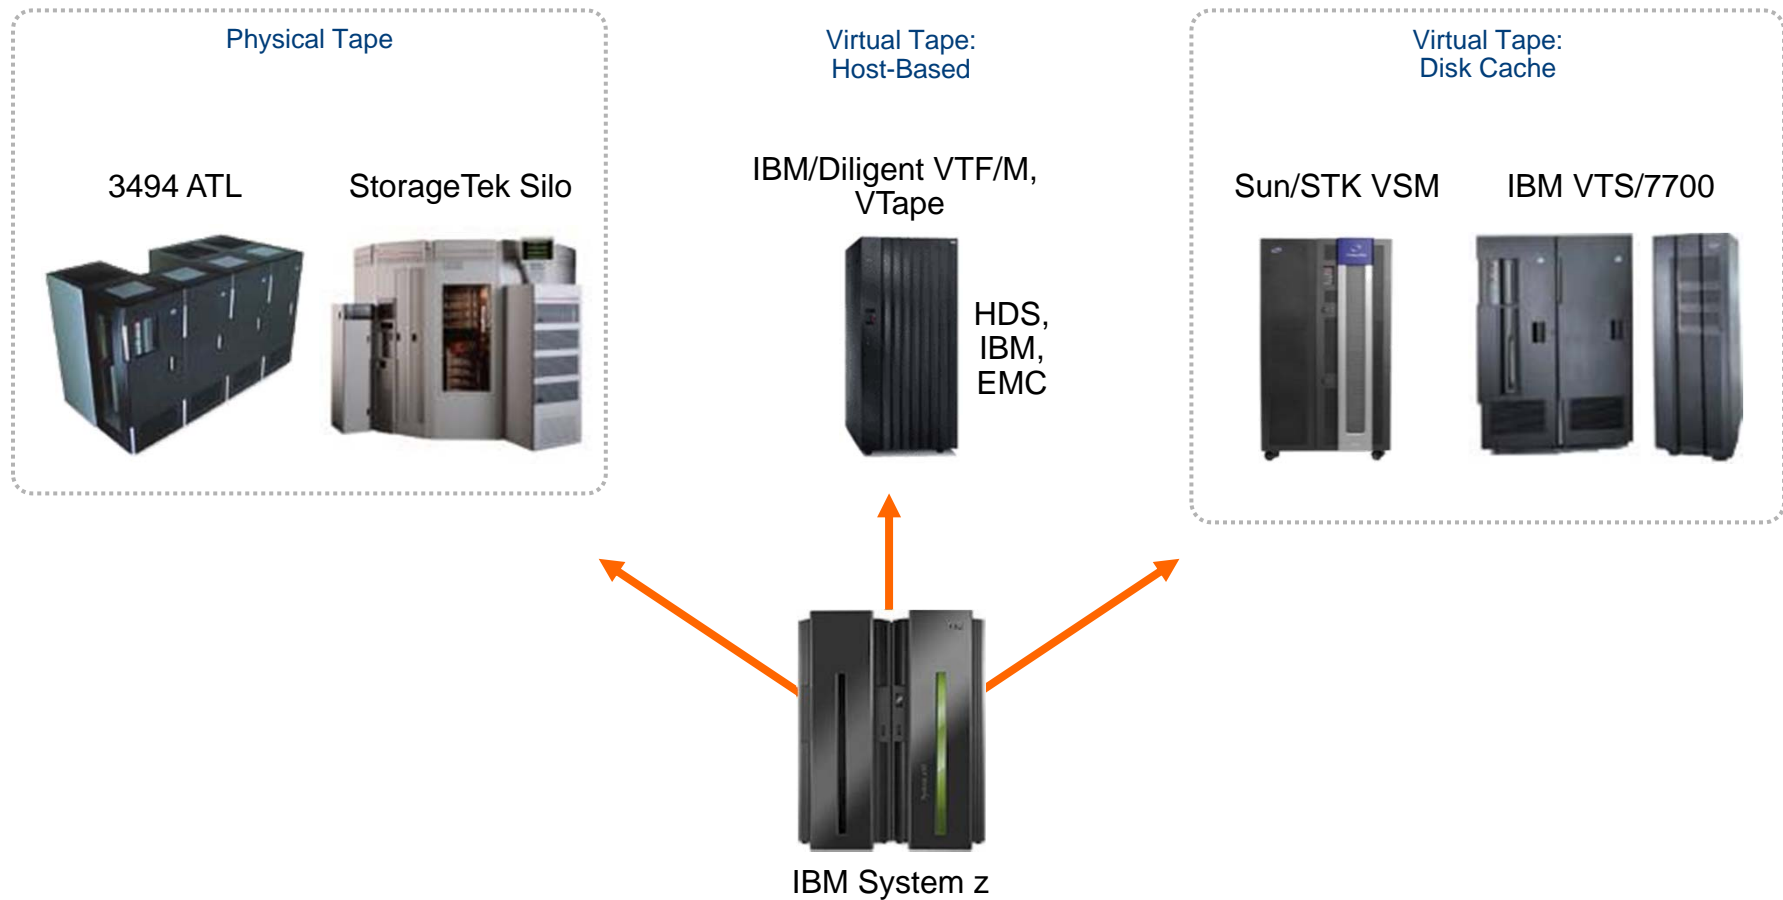 Physical Tape
Virtual Tape:
Host-Based
Virtual Tape:
Disk Cache
3494 ATL
StorageTek Silo
IBM/Diligent VTF/M,
VTape
Sun/STK VSM
IBM VTS/7700
HDS,
IBM,
EMC
IBM System z